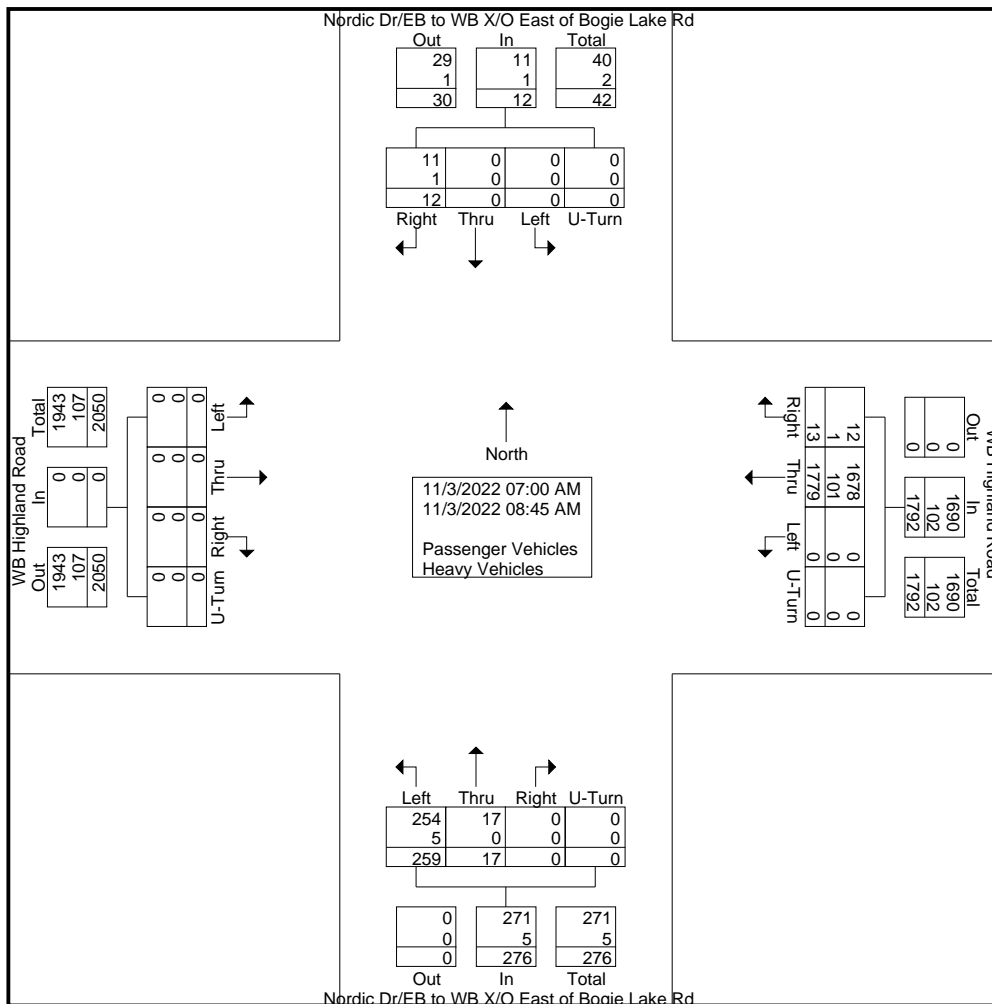 Nordic Dr/EB to WB X/O East of Bogie Lake Rd
Out In Total
29 11 40
1 1 2
30 12 42
11 0 0 0
1 0 0 0
12 0 0 0
Right Thru Left U-Turn
WB Highland Road
Total In Out
1943 0 1943
107 0 107
2050 0 2050
0 0 0 0
0 0 0 0
0 0 0 0
Left Thru Right U-Turn
North
11/3/2022 07:00 AM
11/3/2022 08:45 AM
Passenger Vehicles
Heavy Vehicles
Right Thru Left U-Turn
12 1678 0 0
1 101 0 0
13 1779 0 0
WB Highland Road
Out In Total
0 1690 1690
0 102 102
0 1792 1792
Left Thru Right U-Turn
254 17 0 0
5 0 0 0
259 17 0 0
0 271 271
0 5 5
0 276 276
Out In Total
Nordic Dr/EB to WB X/O East of Bogie Lake Rd